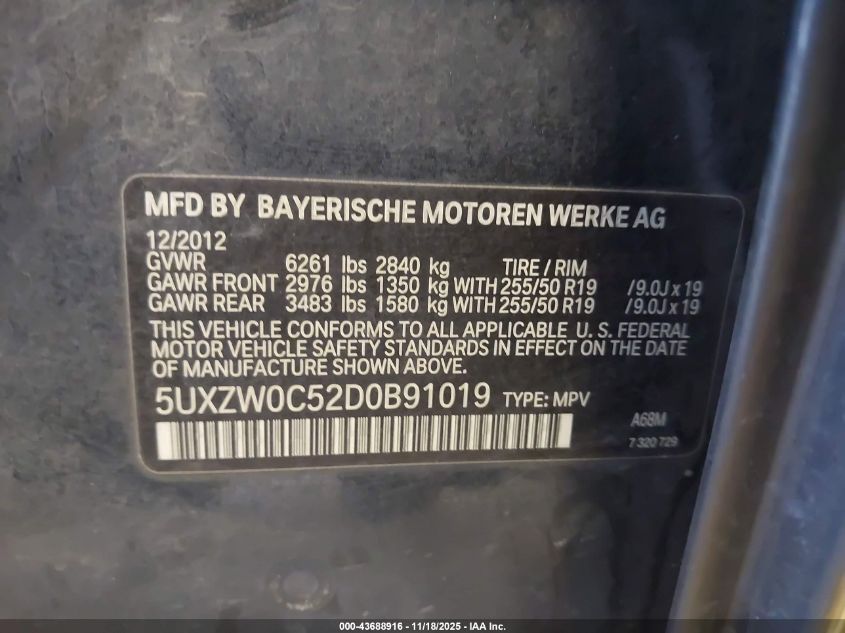 MFD BY BAYERISCHE MOTOREN WERKE AG
12/2012
GVWR 6261 lbs 2840 kg TIRE / RIM
GAWR FRONT 2976 lbs 1350 kg WITH 255/50 R19 /9.0J x 19
GAWR REAR 3483 lbs 1580 kg WITH 255/50 R19 /9.0J x 19
THIS VEHICLE CONFORMS TO ALL APPLICABLE U. S. FEDERAL
MOTOR VEHICLE SAFETY STANDARDS IN EFFECT ON THE DATE
OF MANUFACTURE SHOWN ABOVE.
5UXZW0C52D0B91019 TYPE: MPV
A68M
7 320 729
000-43688916 - 11/18/2025 - IAA Inc.